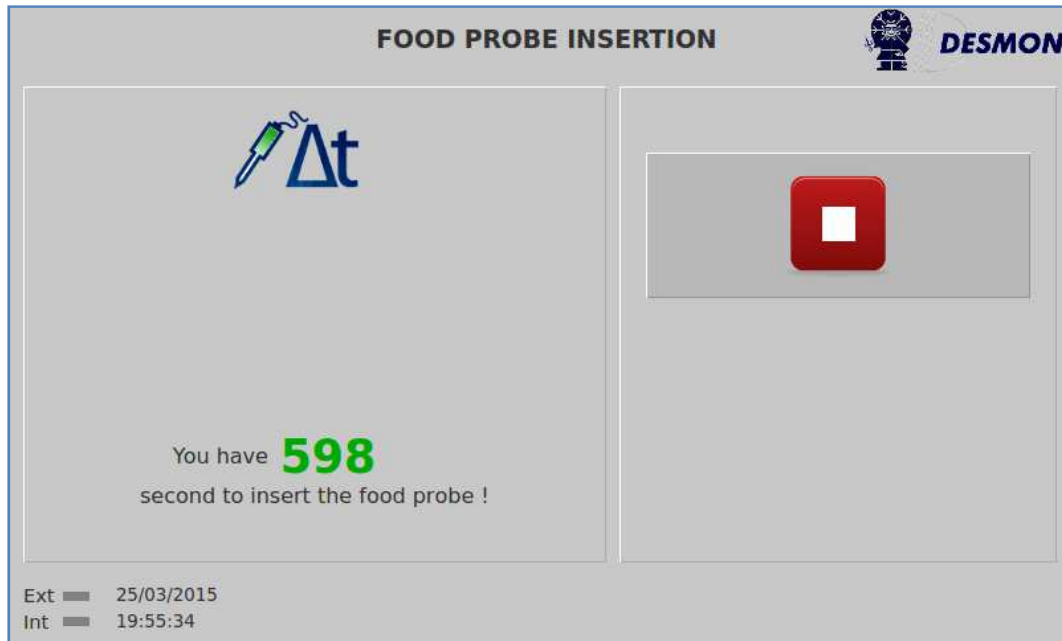 FOOD PROBE INSERTION
DESMON
Δt
You have 598
second to insert the food probe !
Ext 25/03/2015
Int 19:55:34